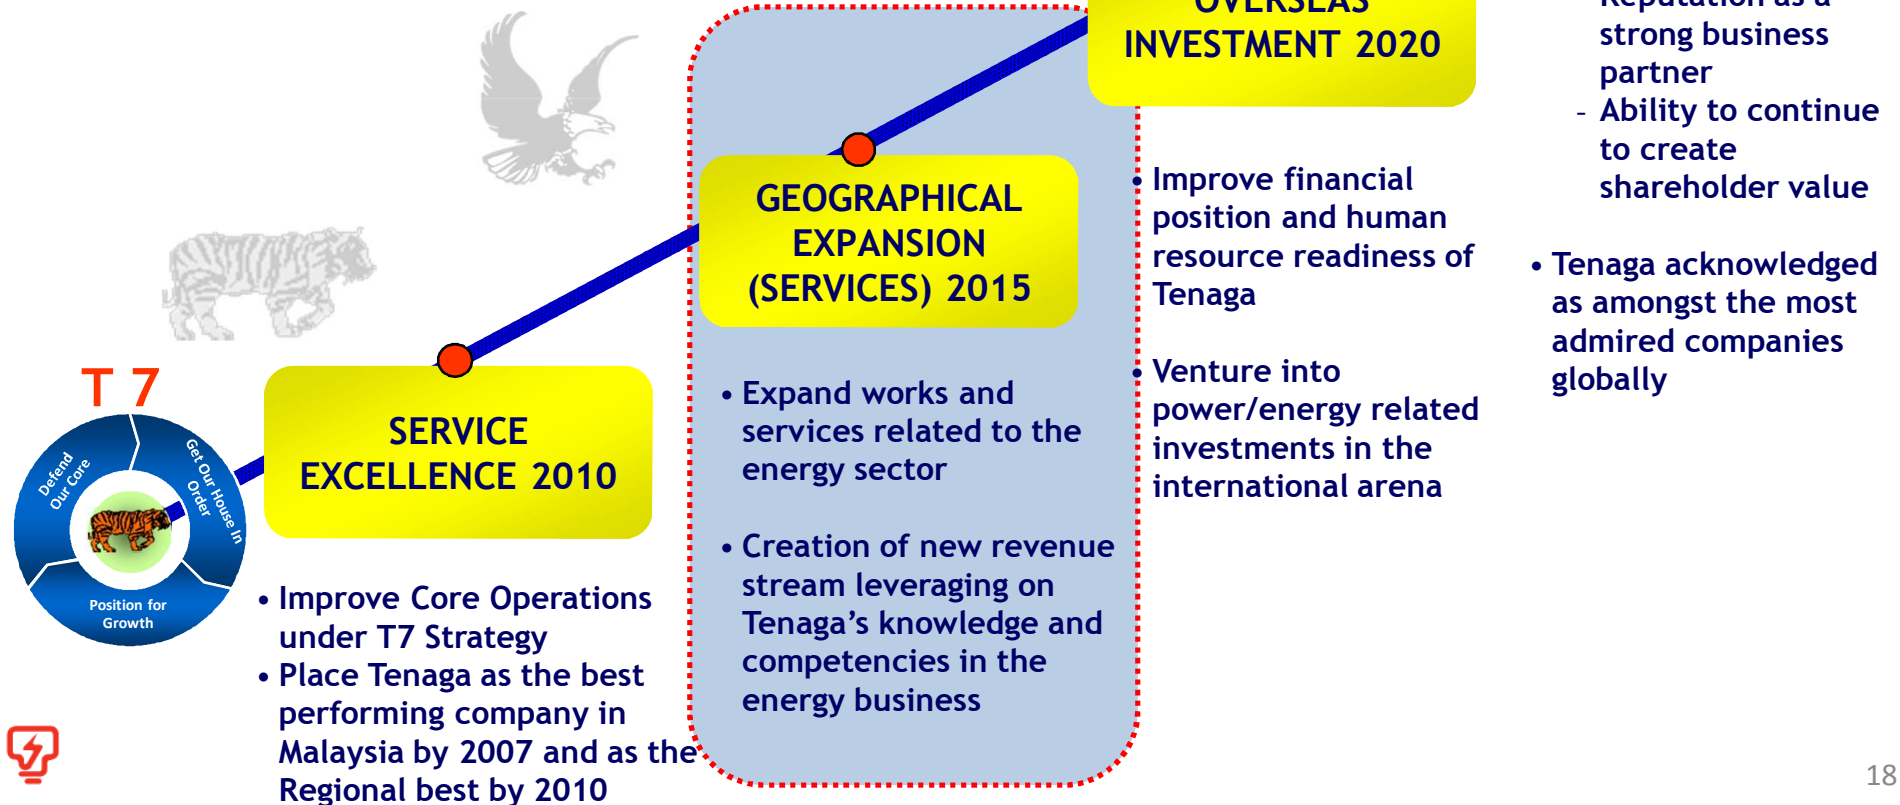 T 7
Defend
Our Core
Get Our House In
Order
Position for
Growth
SERVICE
EXCELLENCE 2010
• Improve Core Operations
under T7 Strategy
• Place Tenaga as the best
performing company in
Malaysia by 2007 and as the
Regional best by 2010
GEOGRAPHICAL
EXPANSION
(SERVICES) 2015
• Expand works and
services related to the
energy sector
• Creation of new revenue
stream leveraging on
Tenaga’s knowledge and
competencies in the
energy business
OVERSEAS
INVESTMENT 2020
• Improve financial
position and human
resource readiness of
Tenaga
• Venture into
power/energy related
investments in the
international arena
Reputation as a
strong business
partner
- Ability to continue
to create
shareholder value
• Tenaga acknowledged
as amongst the most
admired companies
globally
18